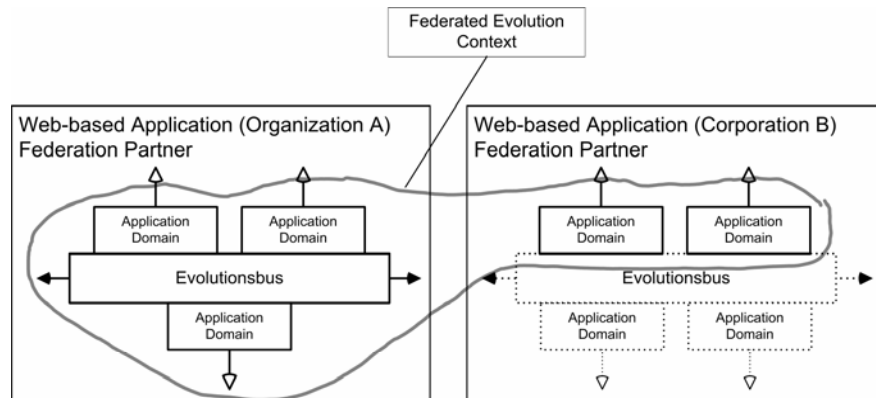 Federated Evolution
Context
Web-based Application (Organization A)
Federation Partner
Application
Domain
Application
Domain
Evolutionsbus
Application
Domain
Web-based Application (Corporation B)
Federation Partner
Application
Domain
Application
Domain
Evolutionsbus
Application
Domain
Application
Domain